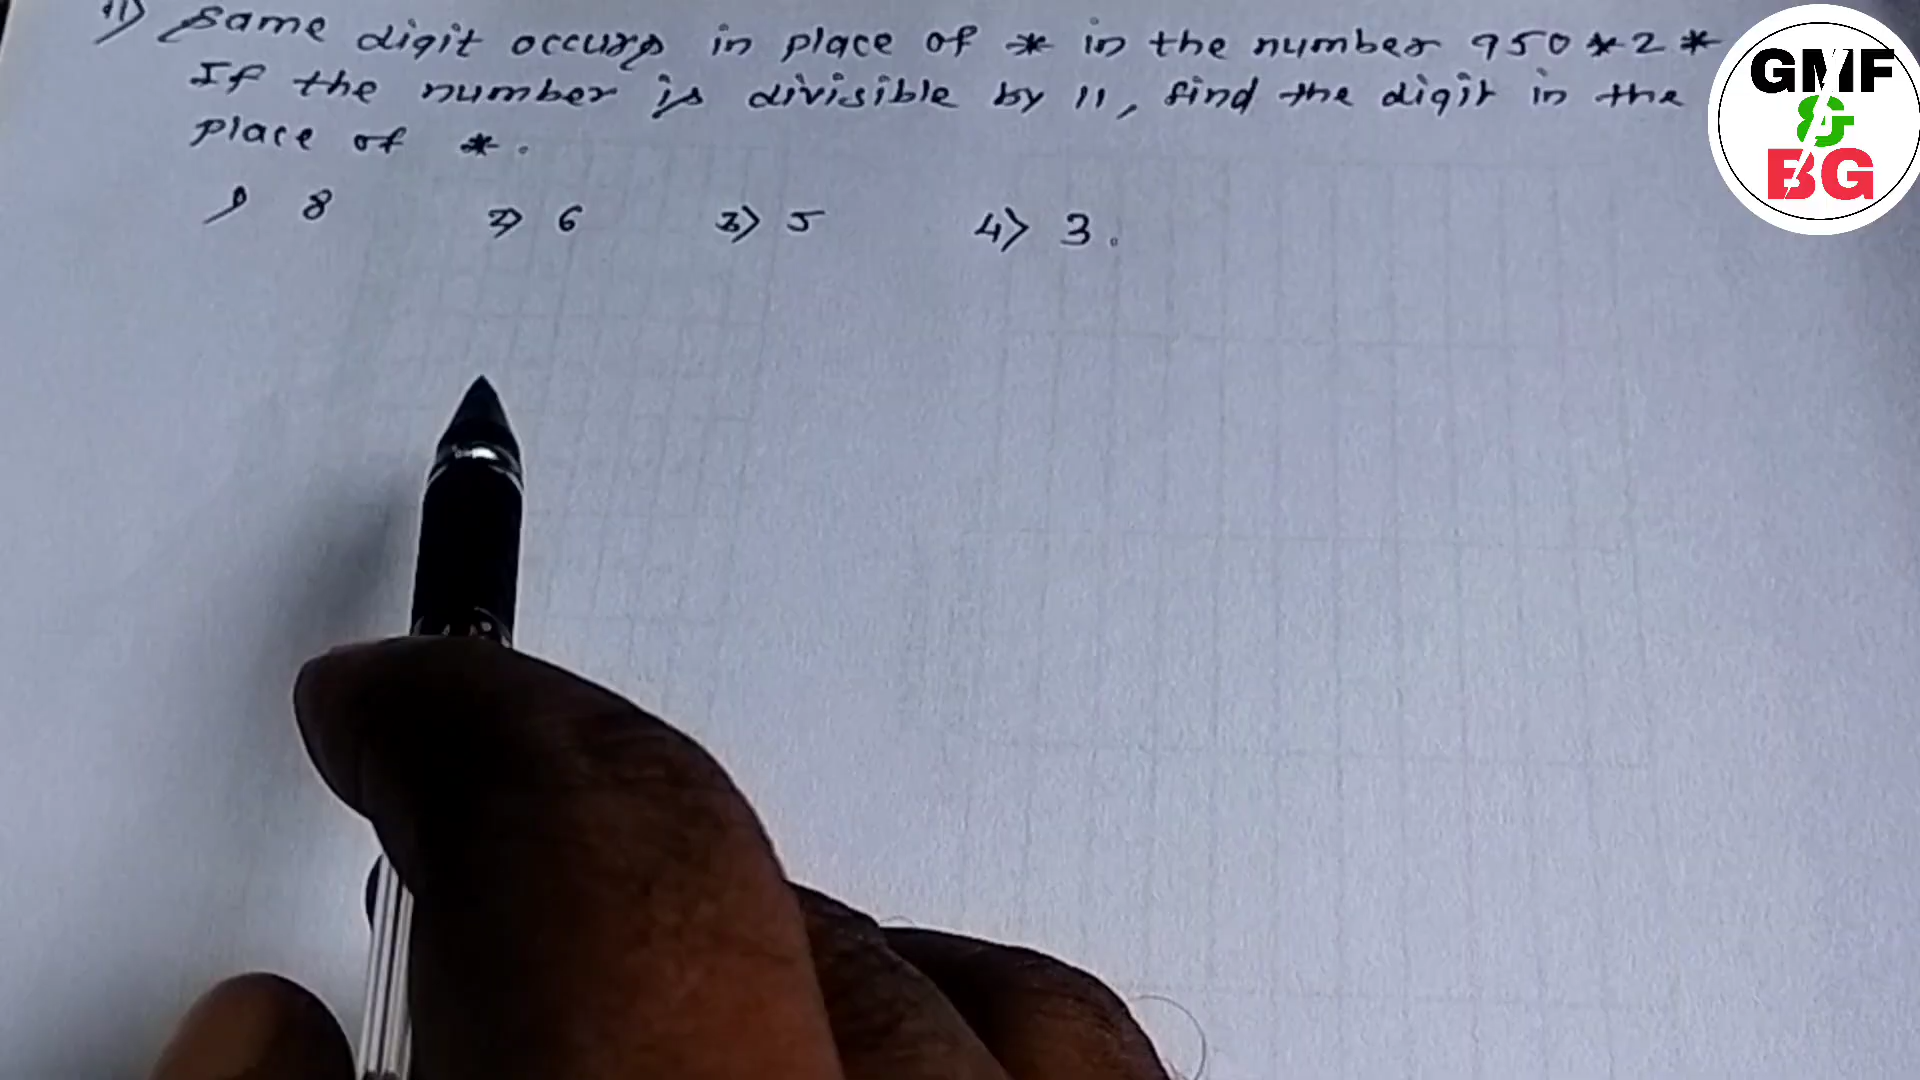 11) Same digit occurs in place of * in the number 950*2*
If the number is divisible by 11, find the digit in the
place of *.
1) 8 2) 6 3) 5 4) 3.
GMF
&
BG